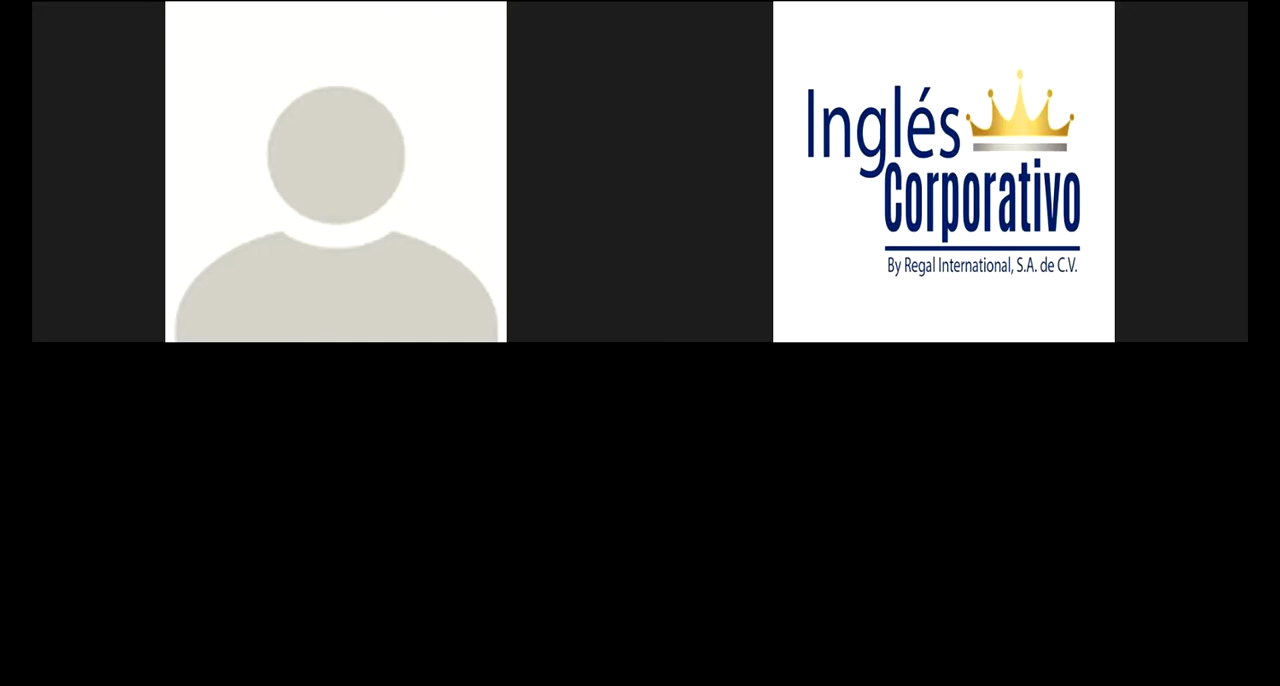 Inglés
Corporativo
By Regal International, S.A. de C.V.